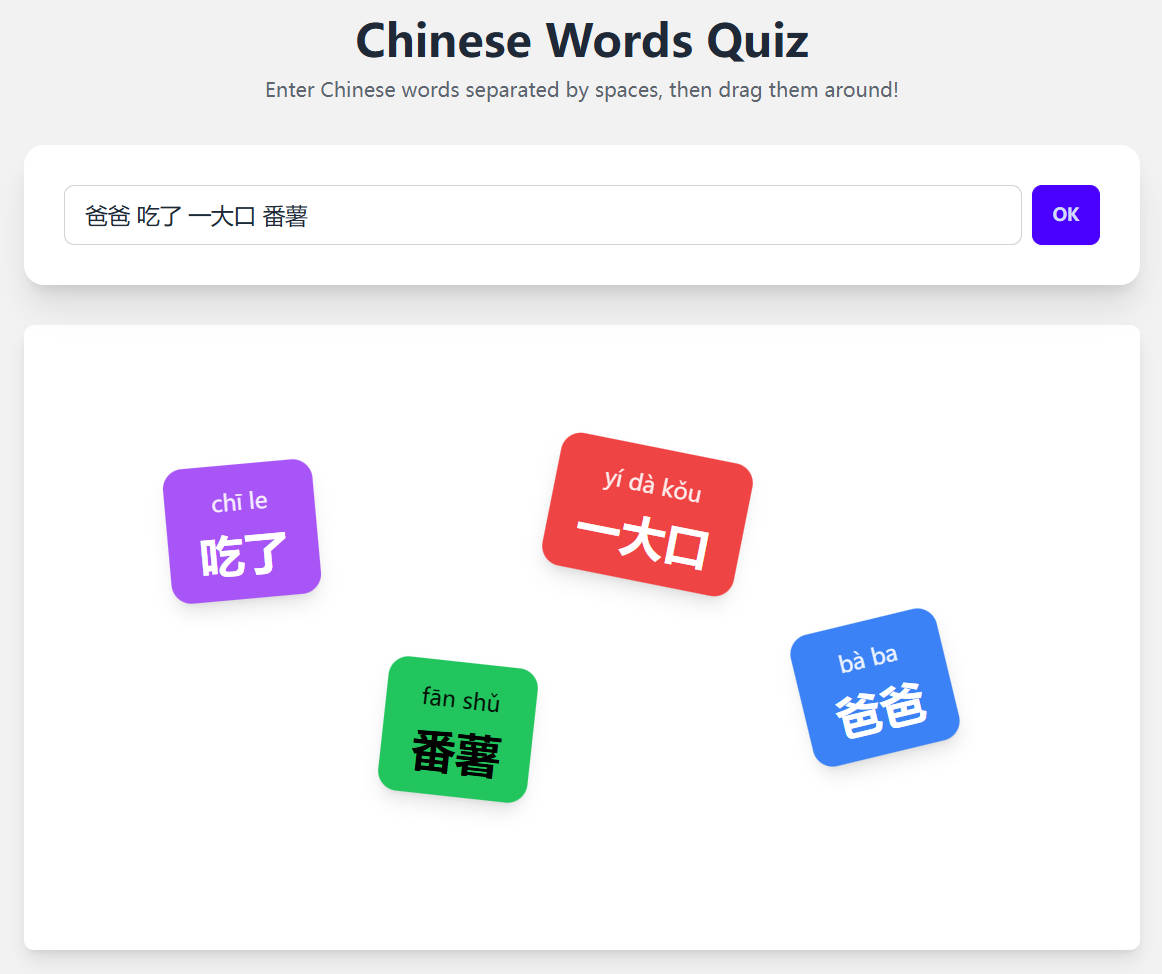 Chinese Words Quiz
Enter Chinese words separated by spaces, then drag them around!
爸爸 吃了 一大口 番薯
OK
chī le
吃了
yí dà kǒu
一大口
fān shǔ
番薯
bà ba
爸爸